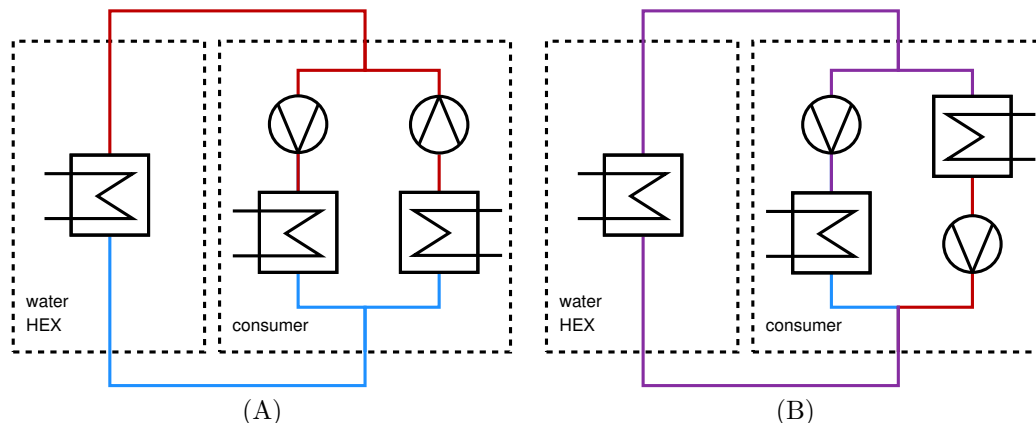 water
HEX
consumer
water
HEX
consumer
(A)
(B)